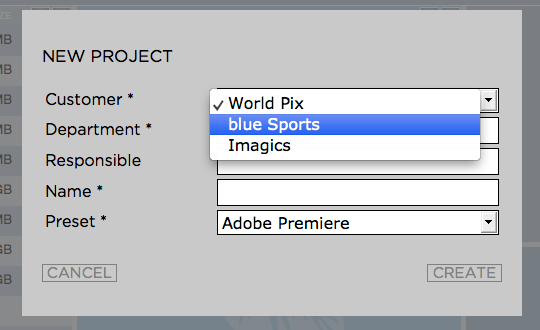 NEW PROJECT
Customer *
✓ World Pix
blue Sports
Imagics
Department *
Responsible
Name *
Preset *
Adobe Premiere
CANCEL
CREATE